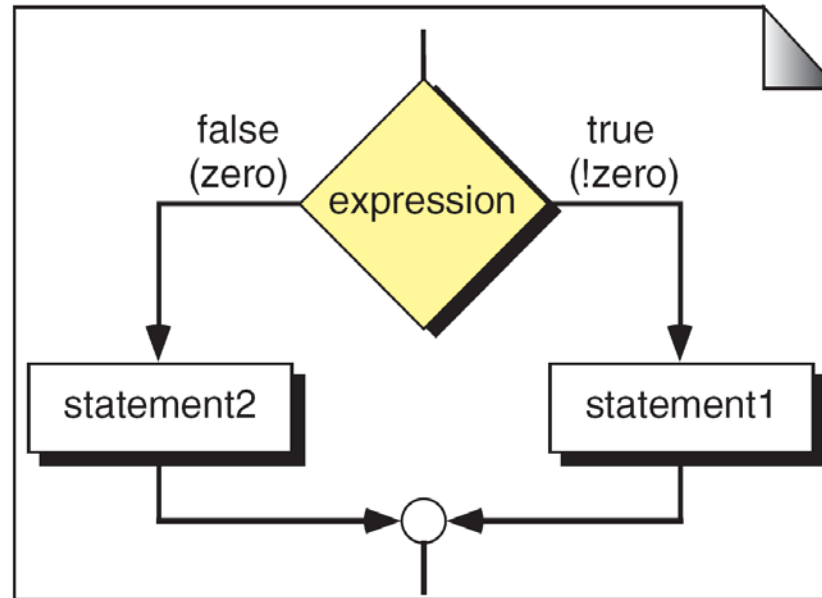 false
(zero)
true
(!zero)
expression
statement2
statement1